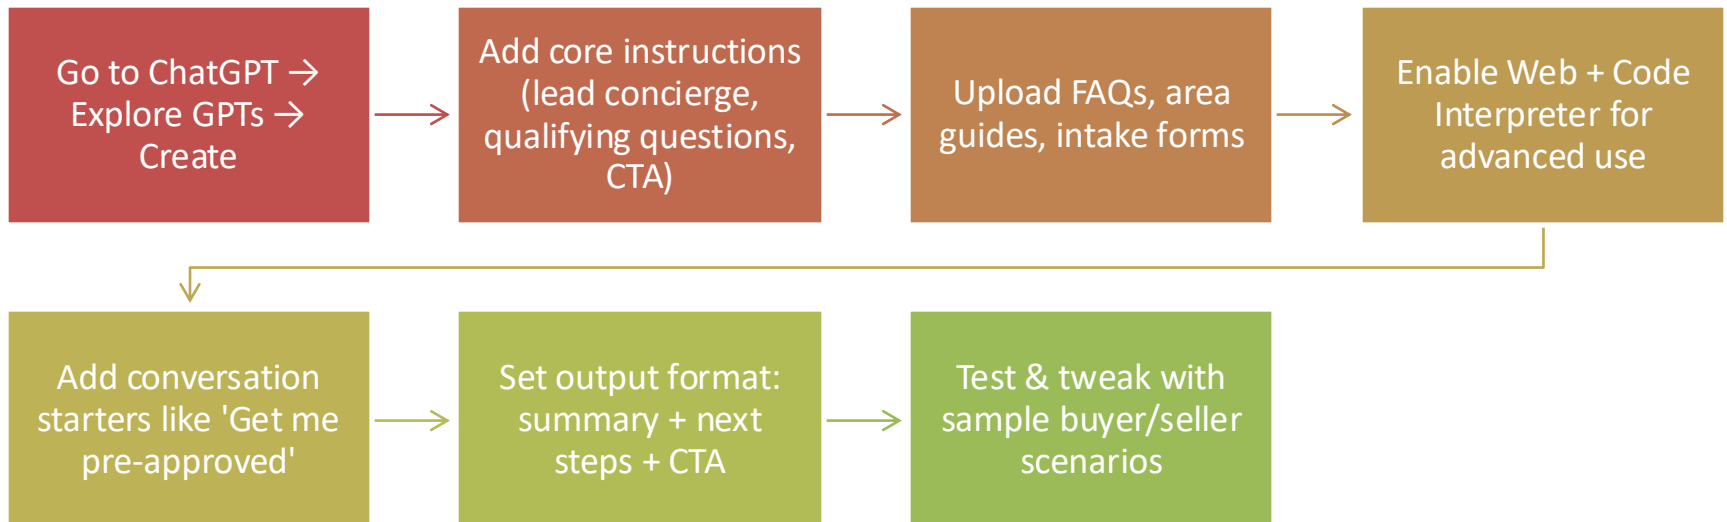 Go to ChatGPT →
Explore GPTs →
Create
Add core instructions
(lead concierge,
qualifying questions,
CTA)
Upload FAQs, area
guides, intake forms
Enable Web + Code
Interpreter for
advanced use
Add conversation
starters like 'Get me
pre-approved'
Set output format:
summary + next
steps + CTA
Test & tweak with
sample buyer/seller
scenarios